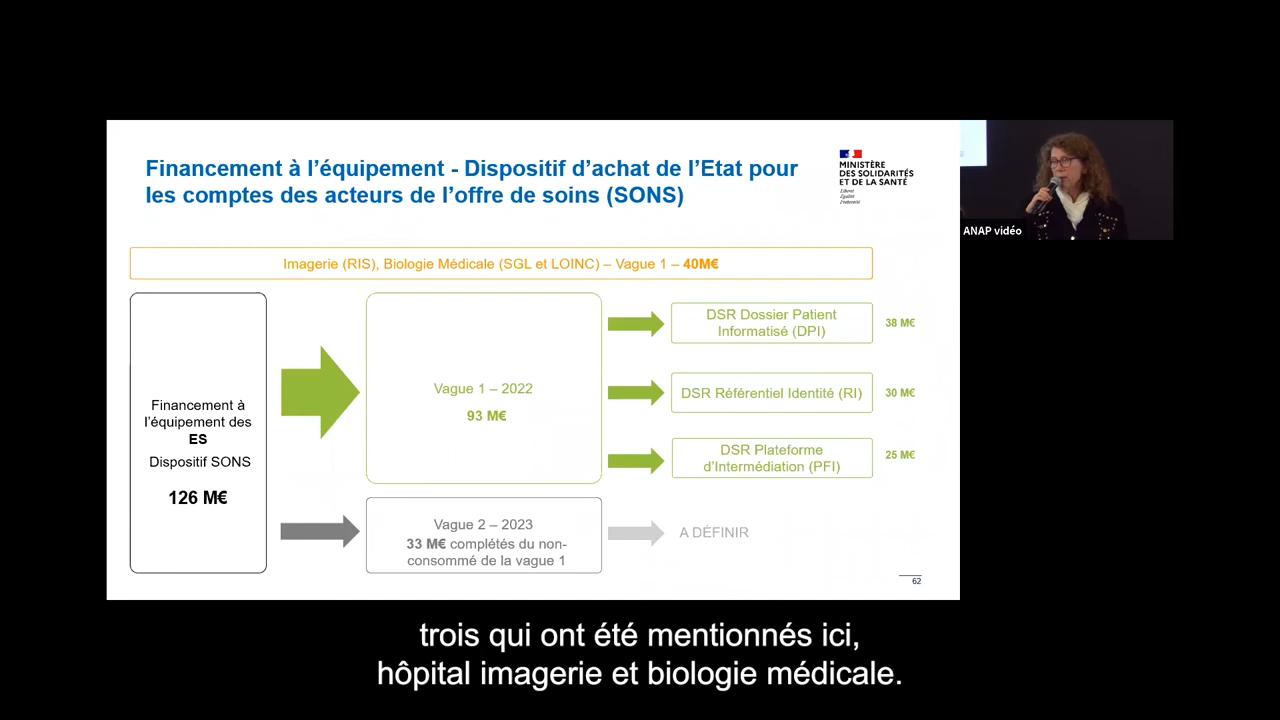 Financement à l’équipement - Dispositif d’achat de l’Etat pour
les comptes des acteurs de l’offre de soins (SONS)
MINISTÈRE
DES SOLIDARITÉS
ET DE LA SANTÉ
Liberté
Égalité
Fraternité
ANAP vidéo
Imagerie (RIS), Biologie Médicale (SGL et LOINC) – Vague 1 – 40M€
Financement à
l’équipement des
ES
Dispositif SONS
126 M€
Vague 1 – 2022
93 M€
DSR Dossier Patient
Informatisé (DPI)
38 M€
DSR Référentiel Identité (RI)
30 M€
DSR Plateforme
d’Intermédiation (PFI)
25 M€
Vague 2 – 2023
33 M€ complétés du non-
consommé de la vague 1
A DÉFINIR
62
trois qui ont été mentionnés ici,
hôpital imagerie et biologie médicale.